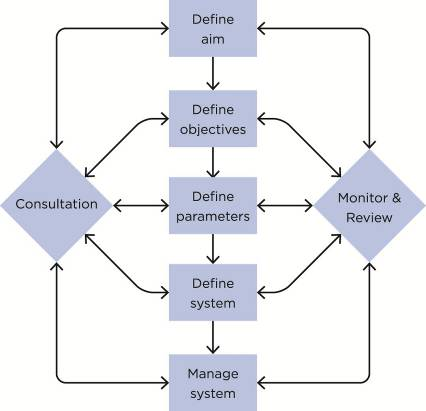 Define
aim
Define
objectives
Consultation
Define
parameters
Monitor &
Review
Define
system
Manage
system